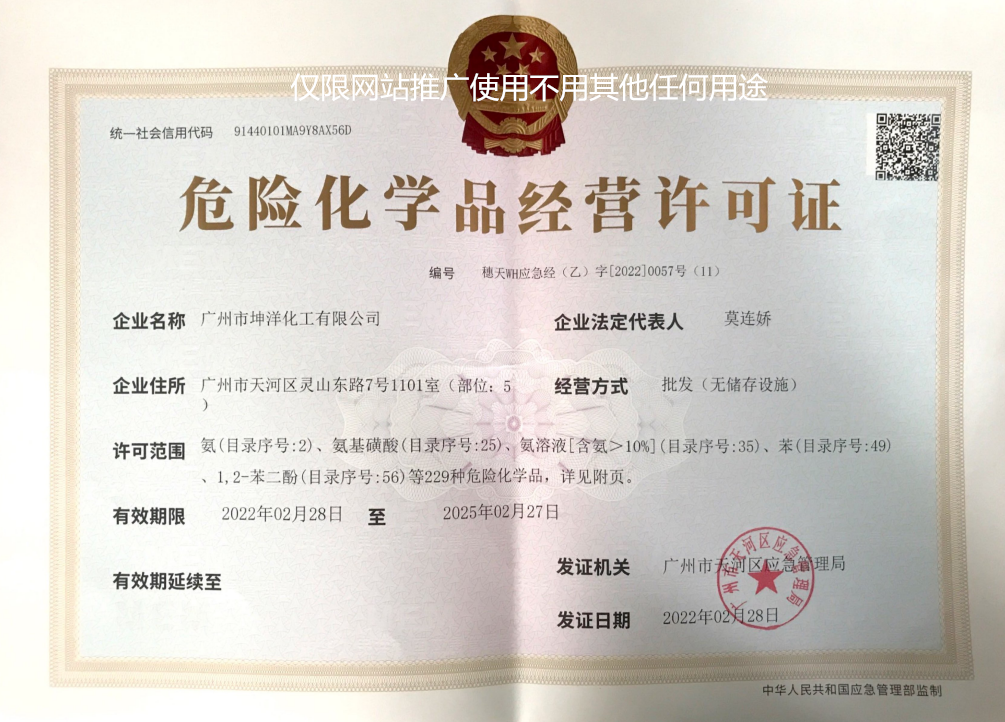 仅限网站推广使用不用其他任何用途
统一社会信用代码 91440101MA9Y8AX56D
危险化学品经营许可证
编号 穗天WH应急经（乙）字[2022]0057号（11）
企业名称 广州市坤洋化工有限公司
企业法定代表人 莫连娇
企业住所 广州市天河区灵山东路7号1101室（部位：5
）
经营方式 批发（无储存设施）
许可范围 氨(目录序号:2)、氨基磺酸(目录序号:25)、氨溶液[含氨＞10%](目录序号:35)、苯(目录序号:49)
、1,2-苯二酚(目录序号:56)等229种危险化学品，详见附页。
有效期限 2022年02月28日 至 2025年02月27日
有效期延续至
发证机关 广州市天河区应急管理局
发证日期 2022年02月28日
广州市天河区应急管理局
中华人民共和国应急管理部监制